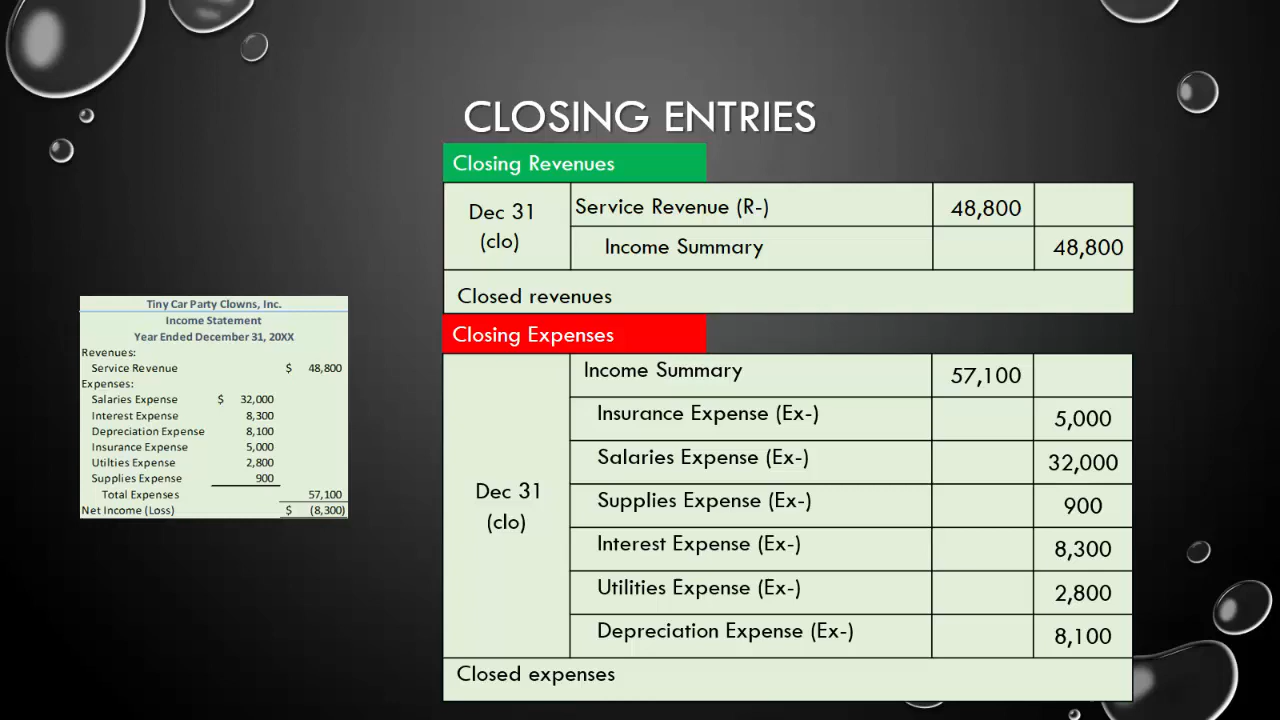 CLOSING ENTRIES
Closing Revenues
Dec 31
(clo)
Service Revenue (R-) 48,800
Income Summary 48,800
Closed revenues
Closing Expenses
Dec 31
(clo)
Income Summary 57,100
Insurance Expense (Ex-) 5,000
Salaries Expense (Ex-) 32,000
Supplies Expense (Ex-) 900
Interest Expense (Ex-) 8,300
Utilities Expense (Ex-) 2,800
Depreciation Expense (Ex-) 8,100
Closed expenses
Tiny Car Party Clowns, Inc.
Income Statement
Year Ended December 31, 20XX
Revenues:
Service Revenue $ 48,800
Expenses:
Salaries Expense $ 32,000
Interest Expense 8,300
Depreciation Expense 8,100
Insurance Expense 5,000
Utilties Expense 2,800
Supplies Expense 900
Total Expenses 57,100
Net Income (Loss) $ (8,300)